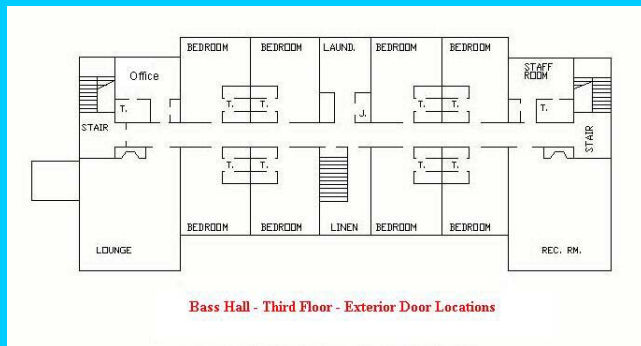 BEDROOM BEDROOM LAUND. BEDROOM BEDROOM
Office STAFF
ROOM
T. T. T. J. T. T. T.
STAIR STAIR
T. T. T. T.
BEDROOM BEDROOM LINEN BEDROOM BEDROOM
LOUNGE REC. RM.
Bass Hall - Third Floor - Exterior Door Locations